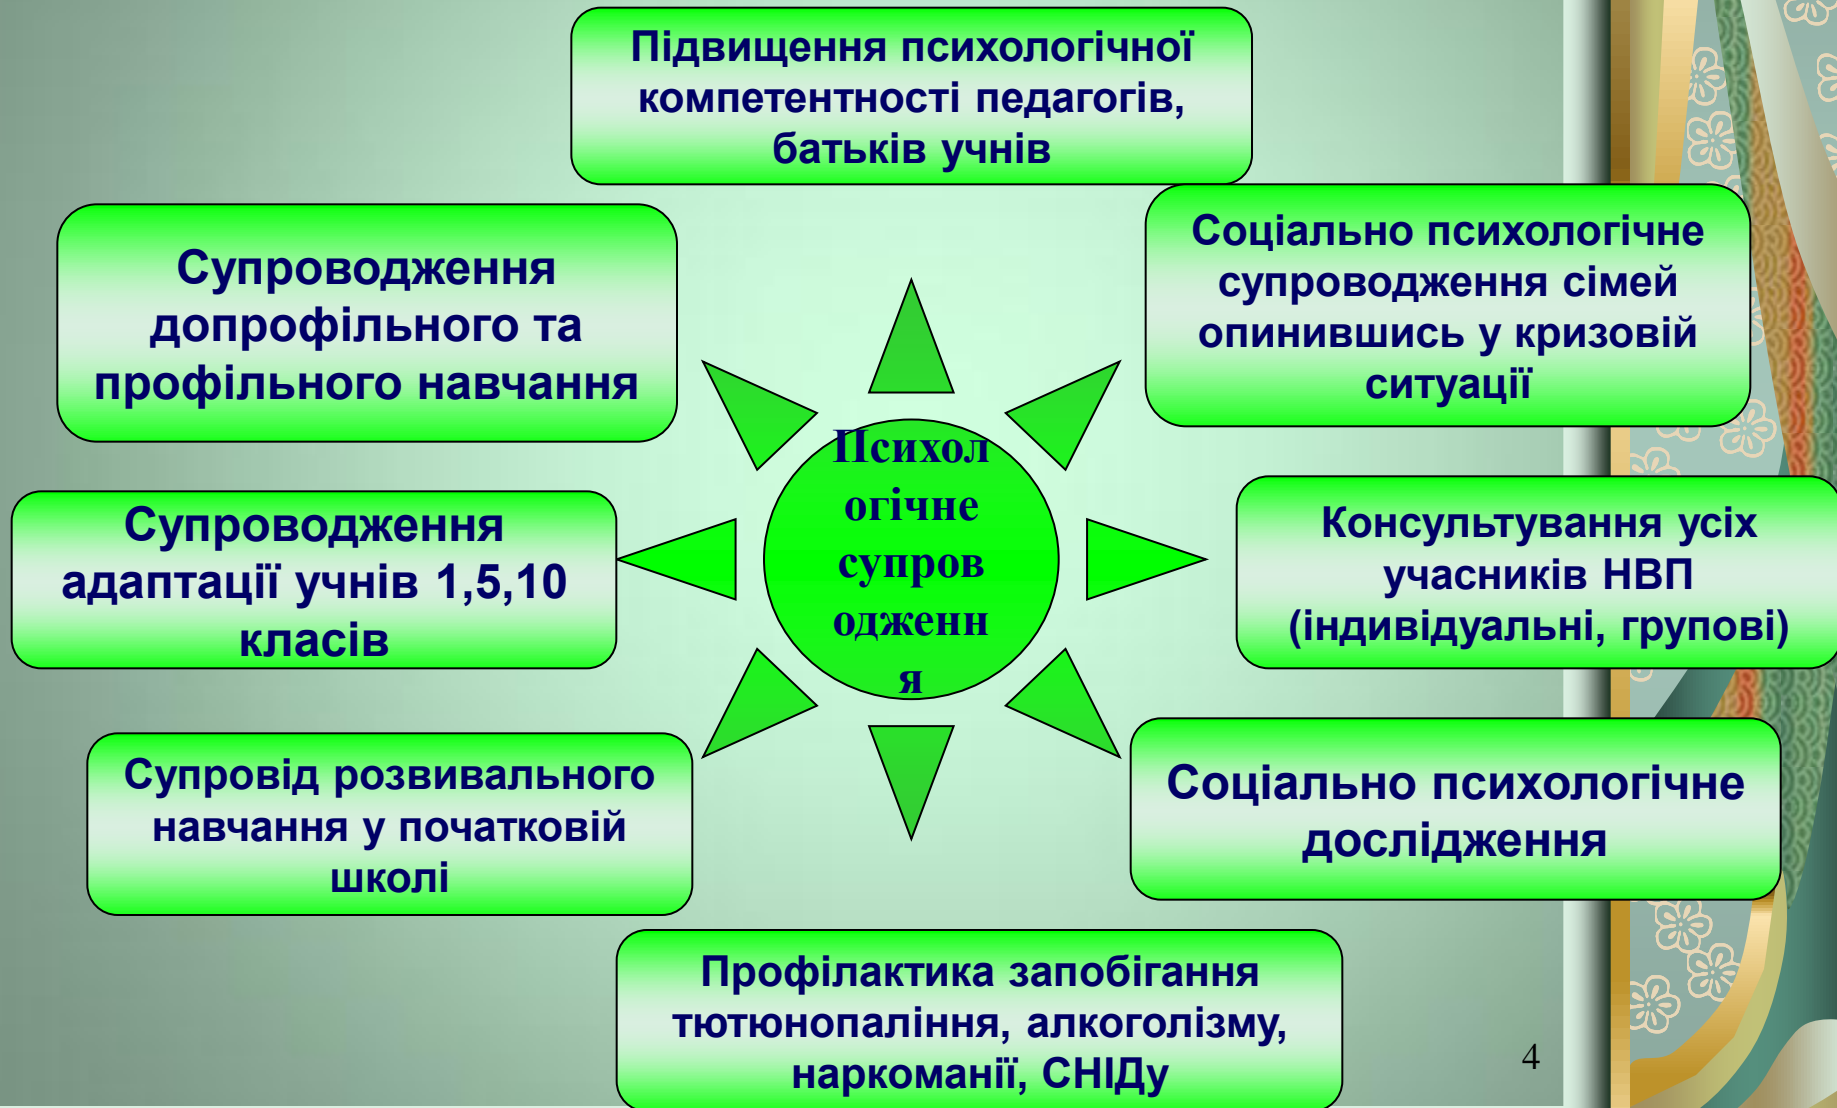 Підвищення психологічної
компетентності педагогів,
батьків учнів
Супроводження
допрофільного та
профільного навчання
Соціально психологічне
супроводження сімей
опинившись у кризовій
ситуації
Психол
огічне
супров
одженн
я
Супроводження
адаптації учнів 1,5,10
класів
Консультування усіх
учасників НВП
(індивідуальні, групові)
Супровід розвивального
навчання у початковій
школі
Соціально психологічне
дослідження
Профілактика запобігання
тютюнопаління, алкоголізму,
наркоманії, СНІДу
4